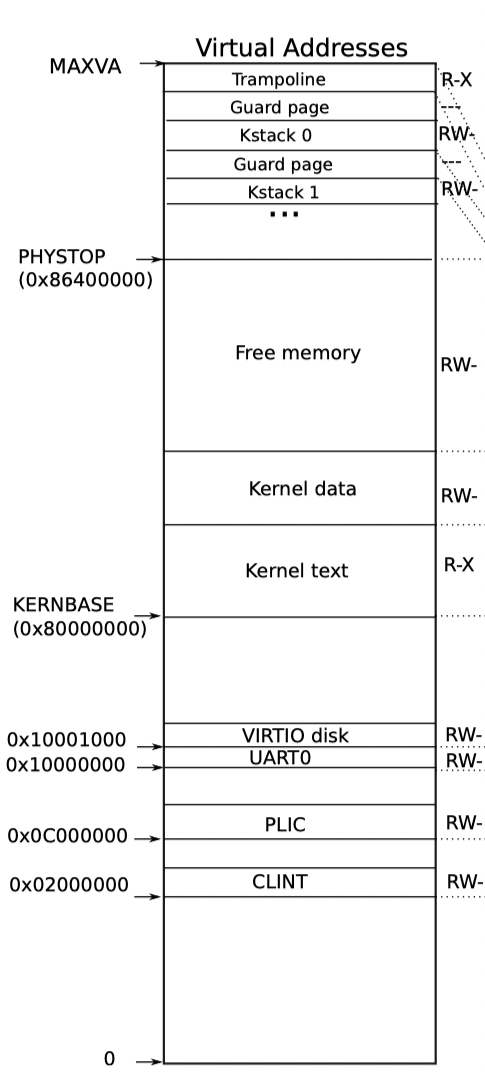 Virtual Addresses
MAXVA
Trampoline
R-X
Guard page
---
Kstack 0
RW-
Guard page
---
Kstack 1
RW-
...
PHYSTOP
(0x86400000)
Free memory
RW-
Kernel data
RW-
Kernel text
R-X
KERNBASE
(0x80000000)
VIRTIO disk
RW-
0x10001000
UART0
RW-
0x10000000
PLIC
RW-
0x0C000000
CLINT
RW-
0x02000000
0